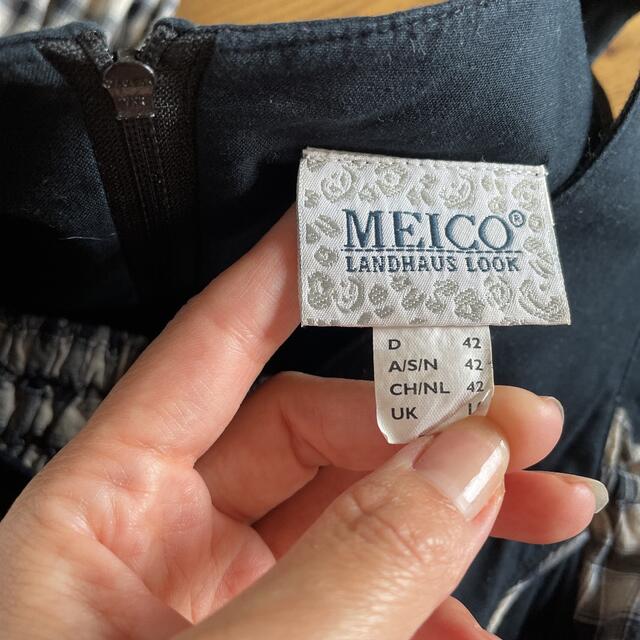 MEICO®
LANDHAUS LOOK
D 42
A/S/N 42
CH/NL 42
UK